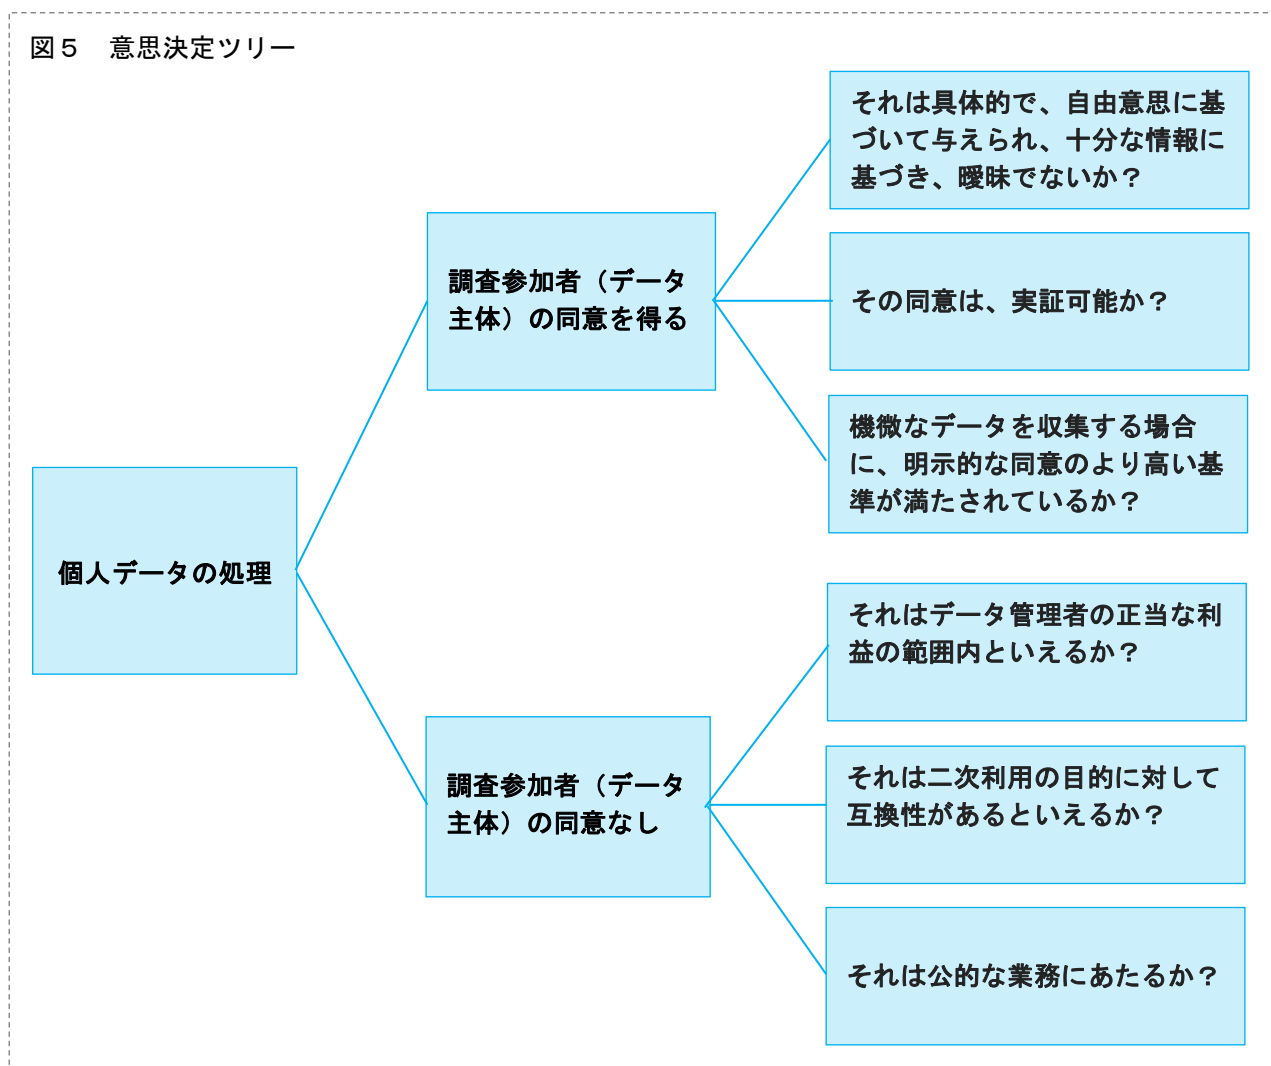 図５　意思決定ツリー
それは具体的で、自由意思に基
づいて与えられ、十分な情報に
基づき、曖昧でないか？
調査参加者（データ
主体）の同意を得る
その同意は、実証可能か？
機微なデータを収集する場合
に、明示的な同意のより高い基
準が満たされているか？
個人データの処理
それはデータ管理者の正当な利
益の範囲内といえるか？
調査参加者（データ
主体）の同意なし
それは二次利用の目的に対して
互換性があるといえるか？
それは公的な業務にあたるか？